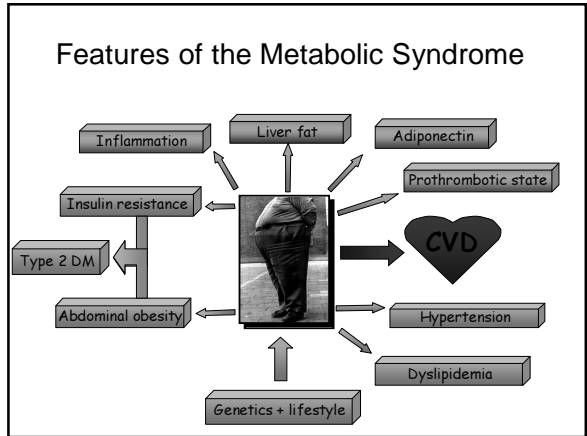 Features of the Metabolic Syndrome
Liver fat
Inflammation
Adiponectin
Prothrombotic state
Insulin resistance
CVD
Type 2 DM
Abdominal obesity
Hypertension
Dyslipidemia
Genetics + lifestyle